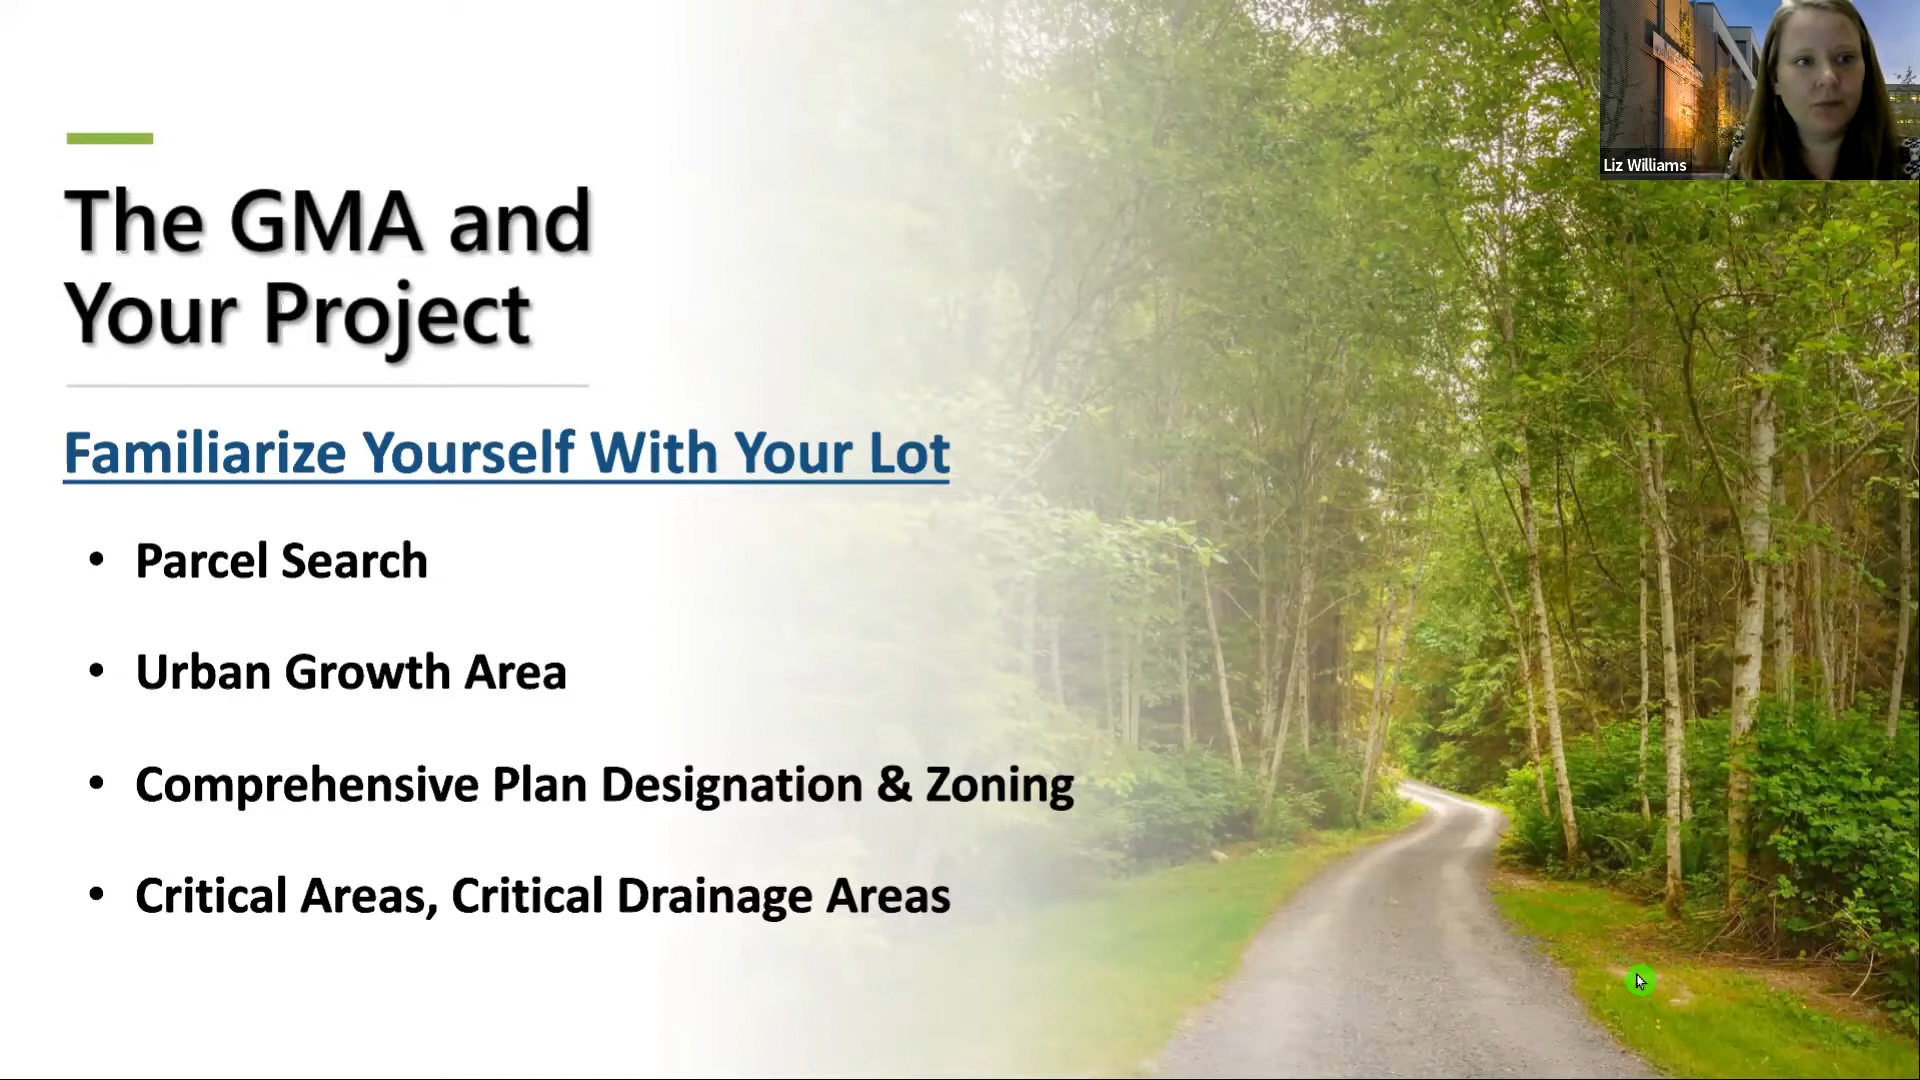 The GMA and
Your Project
Familiarize Yourself With Your Lot
• Parcel Search
• Urban Growth Area
• Comprehensive Plan Designation & Zoning
• Critical Areas, Critical Drainage Areas
Liz Williams